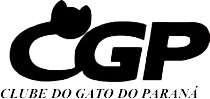 CGP
CLUBE DO GATO DO PARANÁ